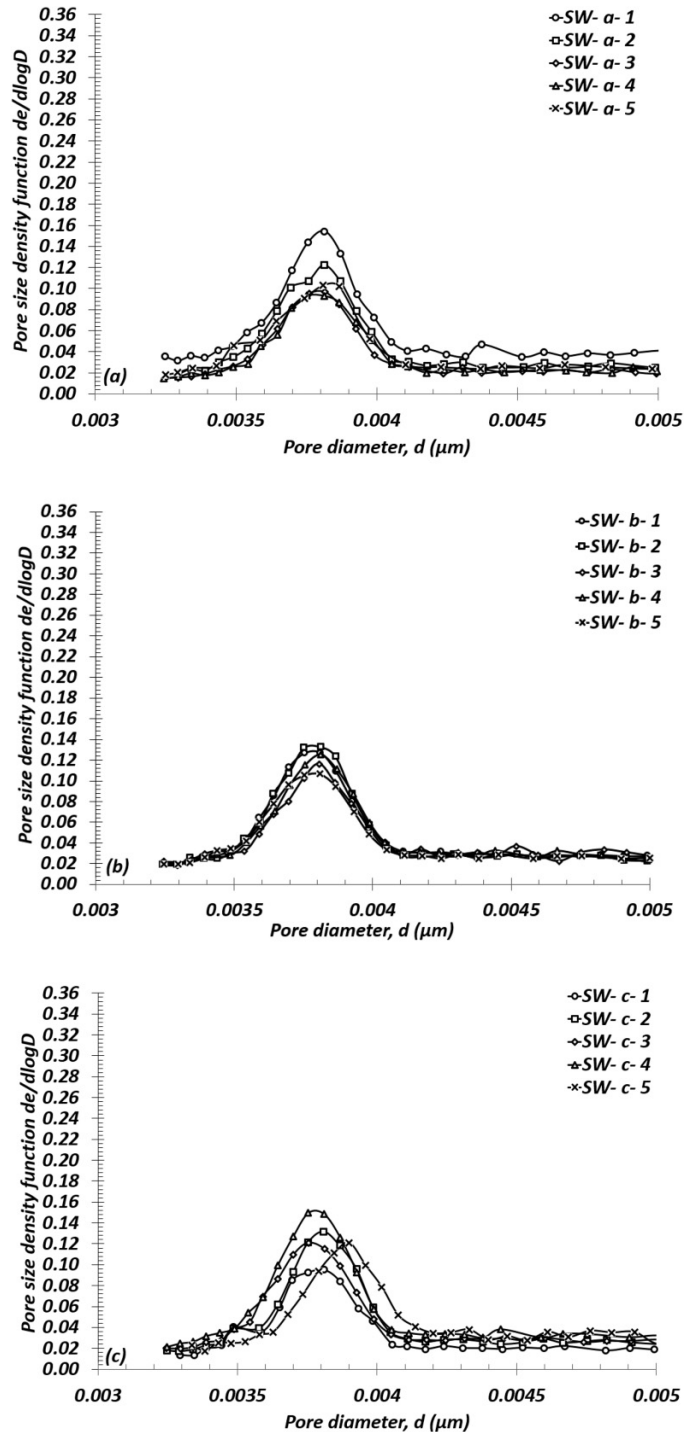 Pore size density function de/dlogD
0.36
0.34
0.32
0.30
0.28
0.26
0.24
0.22
0.20
0.18
0.16
0.14
0.12
0.10
0.08
0.06
0.04
0.02
0.00
SW- a- 1
SW- a- 2
SW- a- 3
SW- a- 4
SW- a- 5
(a)
0.003 0.0035 0.004 0.0045 0.005
Pore diameter, d (μm)
Pore size density function de/dlogD
0.36
0.34
0.32
0.30
0.28
0.26
0.24
0.22
0.20
0.18
0.16
0.14
0.12
0.10
0.08
0.06
0.04
0.02
0.00
SW- b- 1
SW- b- 2
SW- b- 3
SW- b- 4
SW- b- 5
(b)
0.003 0.0035 0.004 0.0045 0.005
Pore diameter, d (μm)
Pore size density function de/dlogD
0.36
0.34
0.32
0.30
0.28
0.26
0.24
0.22
0.20
0.18
0.16
0.14
0.12
0.10
0.08
0.06
0.04
0.02
0.00
SW- c- 1
SW- c- 2
SW- c- 3
SW- c- 4
SW- c- 5
(c)
0.003 0.0035 0.004 0.0045 0.005
Pore diameter, d (μm)